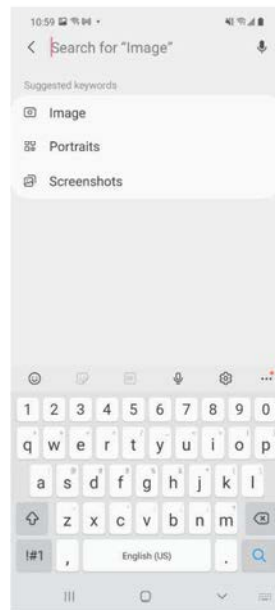 10:59
Search for "Image"
Suggested keywords
Image
Portraits
Screenshots
1 2 3 4 5 6 7 8 9 0
q w e r t y u i o p
a s d f g h j k l
z x c v b n m
!#1 , English (US) .